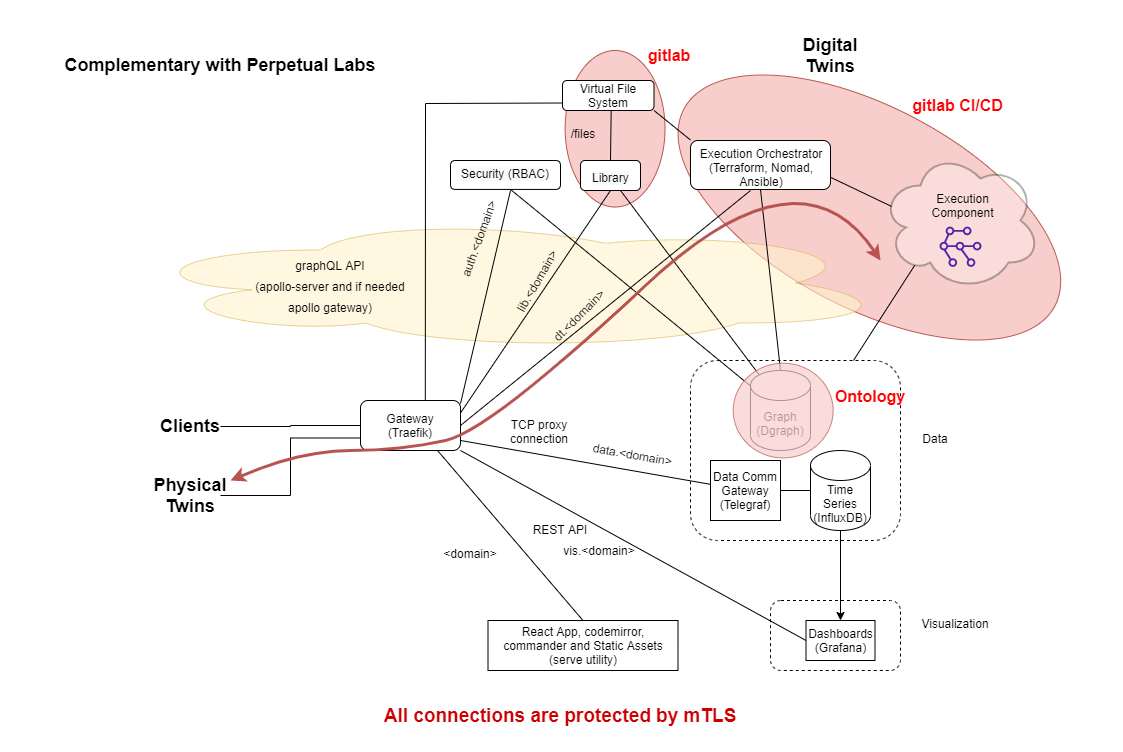 Complementary with Perpetual Labs
gitlab
Digital
Twins
gitlab CI/CD
Virtual File
System
/files
Security (RBAC)
Library
Execution Orchestrator
(Terraform, Nomad,
Ansible)
Execution
Component
graphQL API
(apollo-server and if needed
apollo gateway)
auth.<domain>
lib.<domain>
dt.<domain>
Clients
Gateway
(Traefik)
Physical
Twins
TCP proxy
connection
data.<domain>
Ontology
Graph
(Dgraph)
Data
Data Comm
Gateway
(Telegraf)
Time
Series
(InfluxDB)
REST API
<domain>
vis.<domain>
React App, codemirror,
commander and Static Assets
(serve utility)
Dashboards
(Grafana)
Visualization
All connections are protected by mTLS